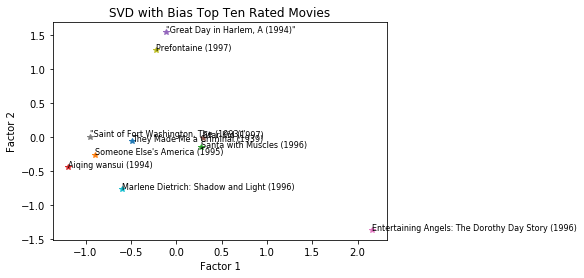 SVD with Bias Top Ten Rated Movies
"Great Day in Harlem, A (1994)"
Prefontaine (1997)
"Saint of Fort Washington, The (1993)"
Star Kid (1997)
They Made Me a Criminal (1939)
Santa with Muscles (1996)
Someone Else's America (1995)
Aiqing wansui (1994)
Marlene Dietrich: Shadow and Light (1996)
Entertaining Angels: The Dorothy Day Story (1996)
Factor 2
1.5
1.0
0.5
0.0
−0.5
−1.0
−1.5
−1.0 −0.5 0.0 0.5 1.0 1.5 2.0
Factor 1